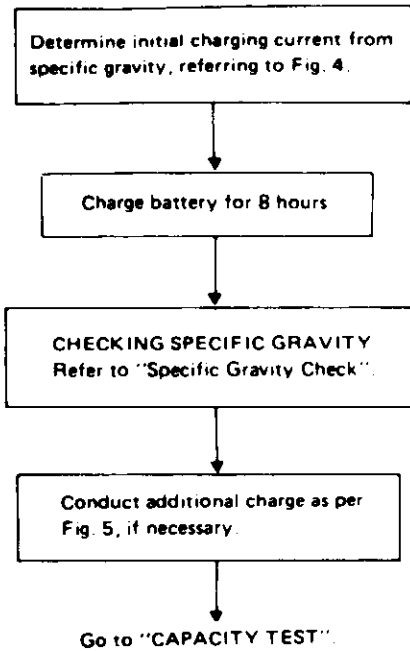 Determine initial charging current from
specific gravity, referring to Fig. 4.
Charge battery for 8 hours
CHECKING SPECIFIC GRAVITY
Refer to "Specific Gravity Check".
Conduct additional charge as per
Fig. 5, if necessary.
Go to "CAPACITY TEST".